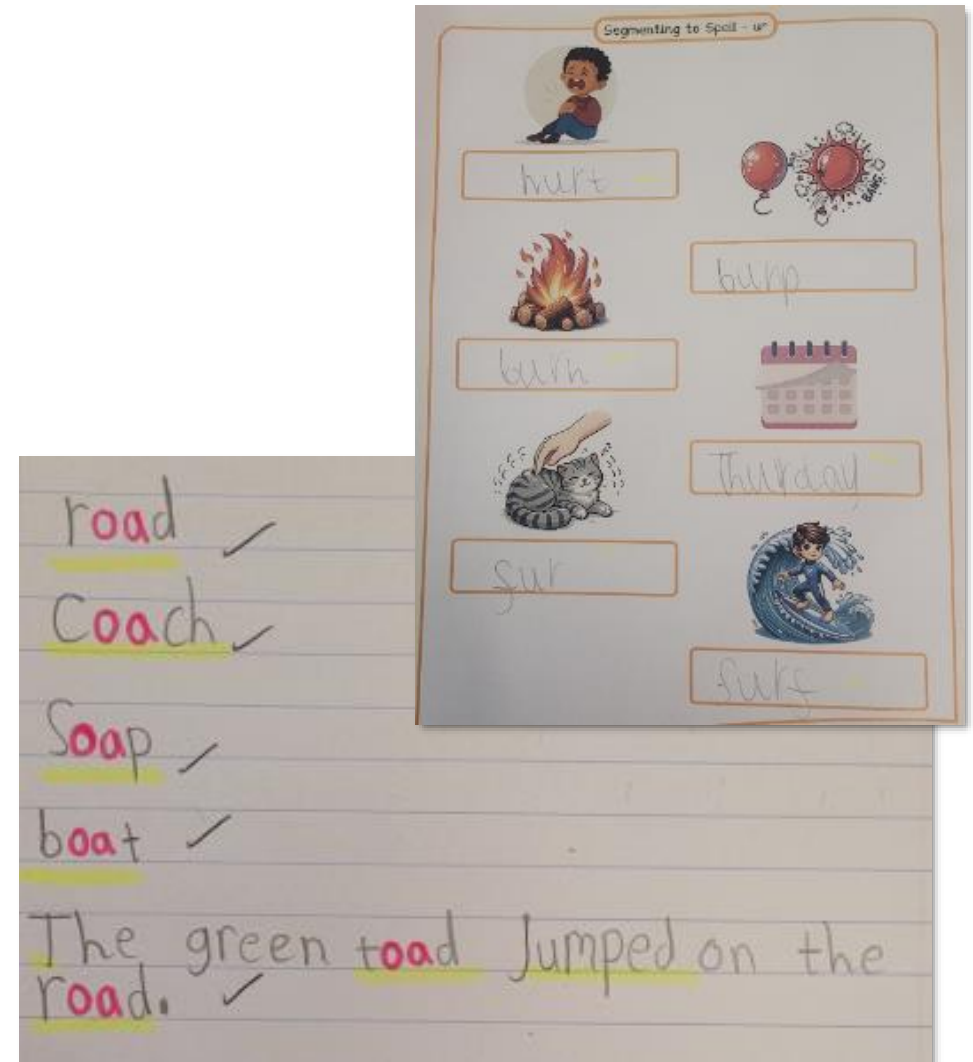 Segmenting to Spell - ur
hurt
BANG
burp
burn
Thurday
fur
furf
road
Coach
Soap
boat
The green toad Jumped on the
road.